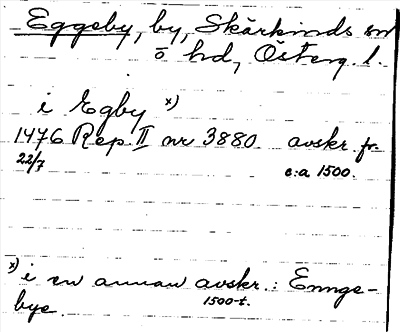 Eggeby, by, Skärkinds sn
ö hd, Österg. l.
i Egby x)
1476 Rep. II nr 3880 avskr. fr.
22/7 c:a 1500.
x) i en annan avskr.: Ennge-
1500-t.
bye.